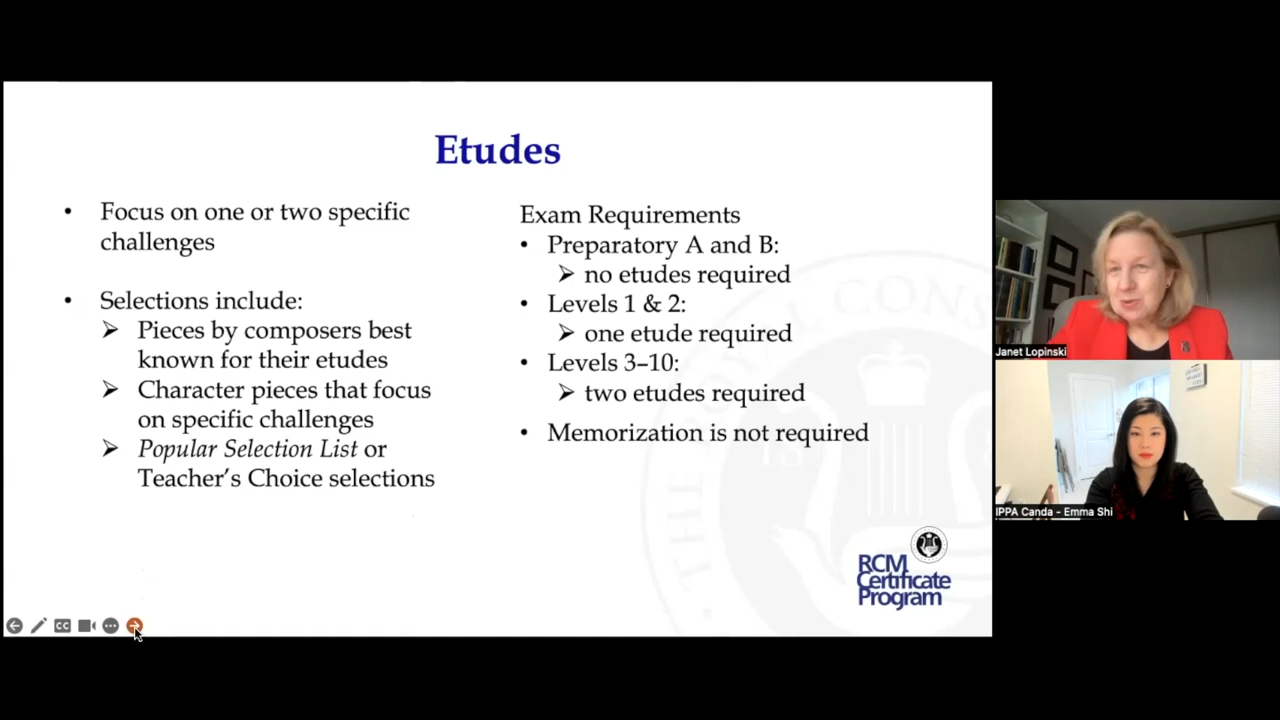 Etudes
Focus on one or two specific
challenges
Selections include:
Pieces by composers best
known for their etudes
Character pieces that focus
on specific challenges
Popular Selection List or
Teacher's Choice selections
Exam Requirements
Preparatory A and B:
no etudes required
Levels 1 & 2:
one etude required
Levels 3–10:
two etudes required
Memorization is not required
RCM
Certificate
Program
CC
Janet Lopinski
IPPA Canda - Emma Shi